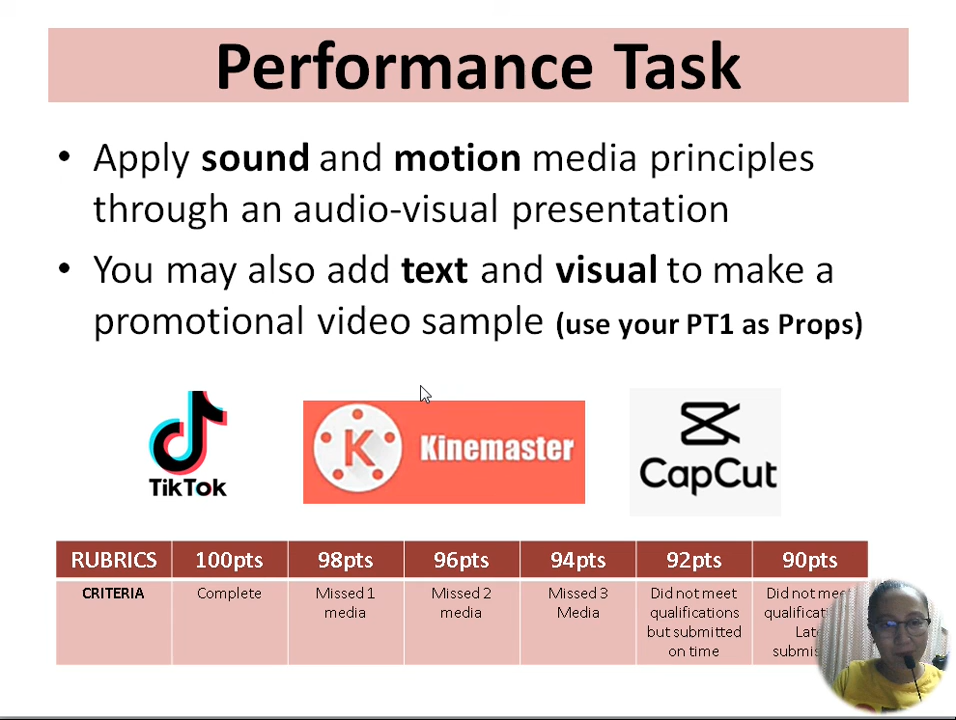 Performance Task
• Apply sound and motion media principles
through an audio-visual presentation
• You may also add text and visual to make a
promotional video sample (use your PT1 as Props)
TikTok
K Kinemaster
CapCut
RUBRICS 100pts 98pts 96pts 94pts 92pts 90pts
CRITERIA Complete Missed 1 Missed 2 Missed 3 Did not meet Did not meet
media media Media qualifications
but submitted
on time